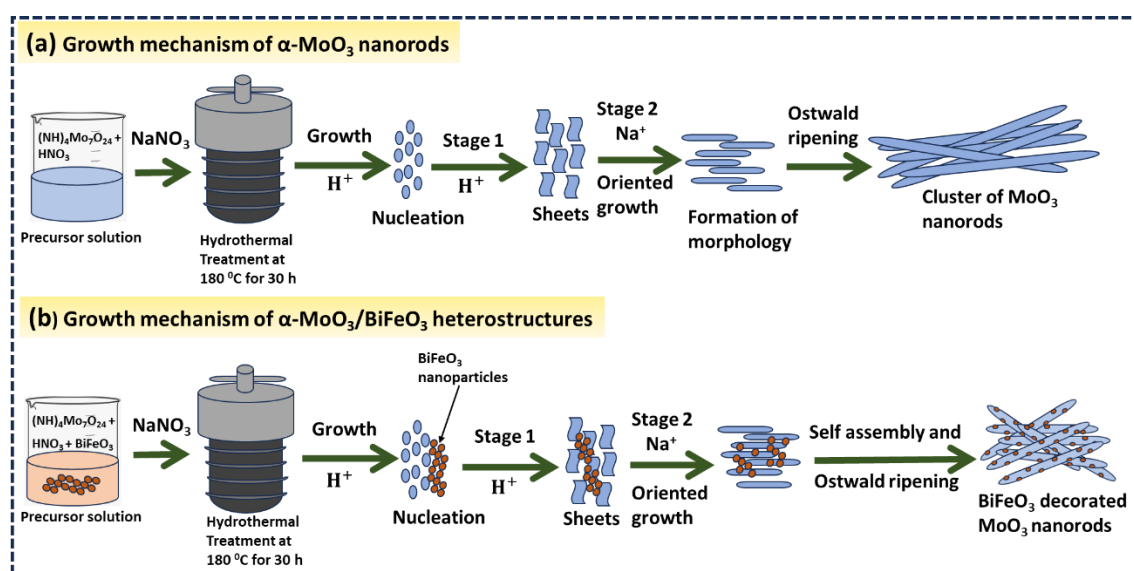 (a) Growth mechanism of α-MoO₃ nanorods
(NH)₄Mo₇O₂₄ +
HNO₃
Precursor solution
NaNO₃
Hydrothermal
Treatment at
180 ⁰C for 30 h
Growth
H⁺
Nucleation
Stage 1
H⁺
Sheets
Stage 2
Na⁺
Oriented
growth
Formation of
morphology
Ostwald
ripening
Cluster of MoO₃
nanorods
(b) Growth mechanism of α-MoO₃/BiFeO₃ heterostructures
(NH)₄Mo₇O₂₄ +
HNO₃ + BiFeO₃
Precursor solution
NaNO₃
Hydrothermal
Treatment at
180 ⁰C for 30 h
Growth
H⁺
BiFeO₃
nanoparticles
Nucleation
Stage 1
H⁺
Sheets
Stage 2
Na⁺
Oriented
growth
Self assembly and
Ostwald ripening
BiFeO₃ decorated
MoO₃ nanorods